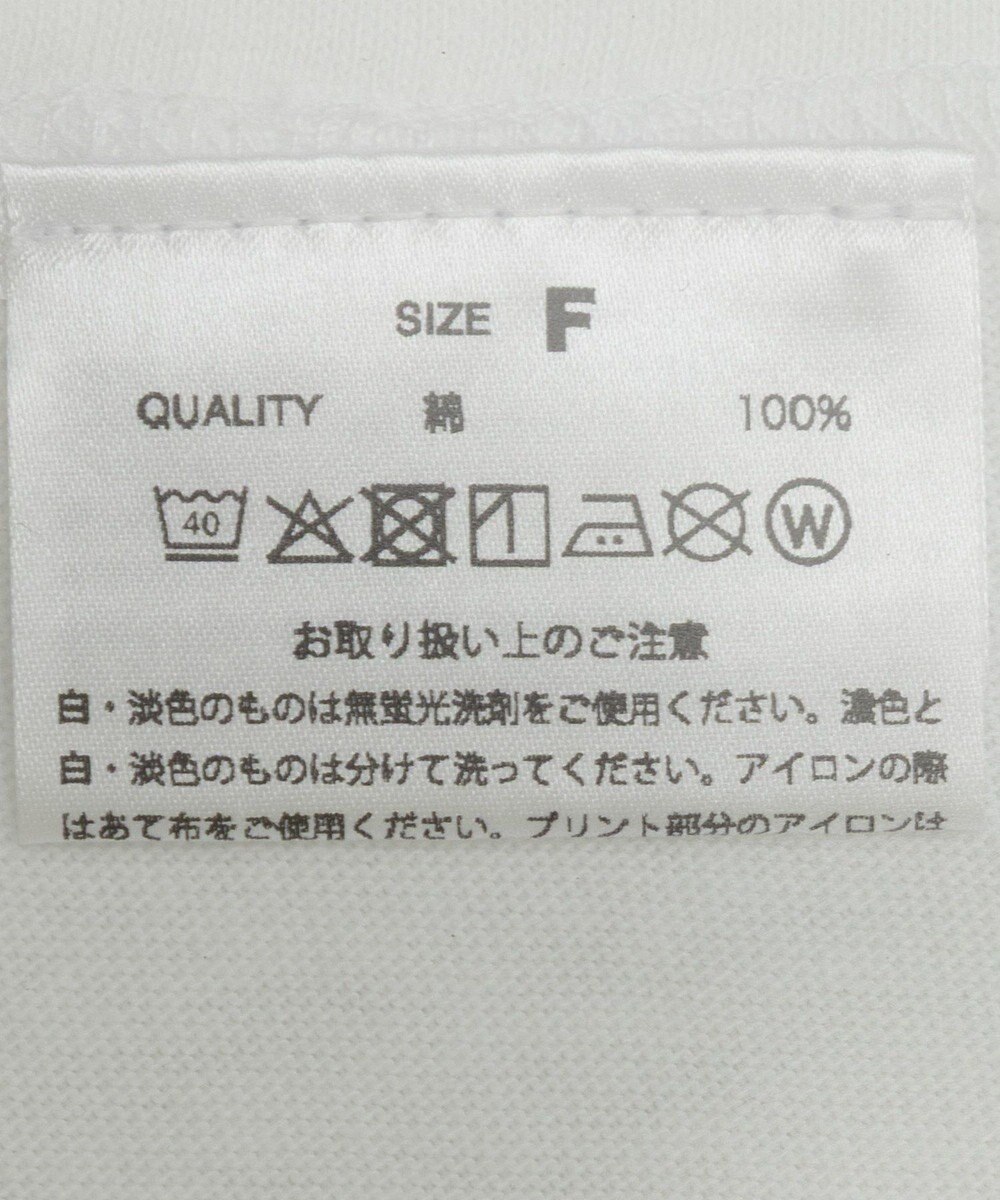 SIZE F
QUALITY 綿 100%
40 W
お取り扱い上のご注意
白・淡色のものは無蛍光洗剤をご使用ください。濃色と
白・淡色のものは分けて洗ってください。アイロンの際
はあて布をご使用ください。プリント部分のアイロンは